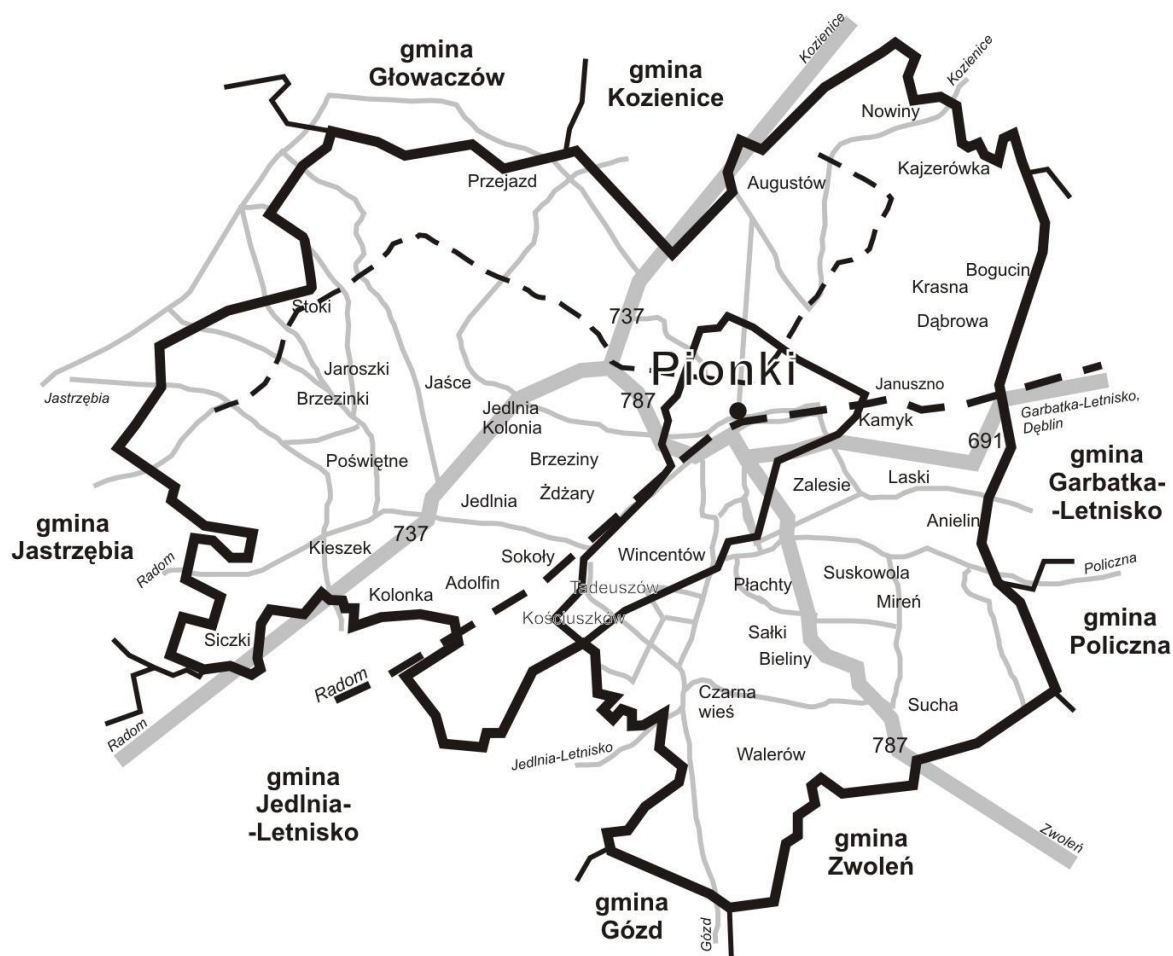 gmina
Głowaczów
gmina
Kozienice
Kozienice
Kozienice
Nowiny
Przejazd
Augustów
Kajzerówka
Bogucin
Krasna
Stoki
737
Dąbrowa
Pionki
Jaroszki
Jaśce
787
Januszno
Jastrzębia
Brzezinki
Jedlnia
Kolonia
Kamyk
Garbatka-Letnisko,
Dęblin
691
Poświętne
Brzeziny
gmina
Garbatka-
-Letnisko
Jedlnia
Żdżary
Zalesie
Laski
gmina
Jastrzębia
Anielin
737
Kieszek
Radom
Sokoły
Wincentów
Policzna
Adolfin
Tadeuszów
Płachty
Suskowola
Kolonka
Kościuszków
Mireń
Siczki
Sałki
Bieliny
gmina
Policzna
Radom
Czarna
wieś
Sucha
Radom
Jedlnia-Letnisko
Walerów
787
gmina
Jedlnia-
-Letnisko
gmina
Zwoleń
Zwoleń
gmina
Gózd
Gózd